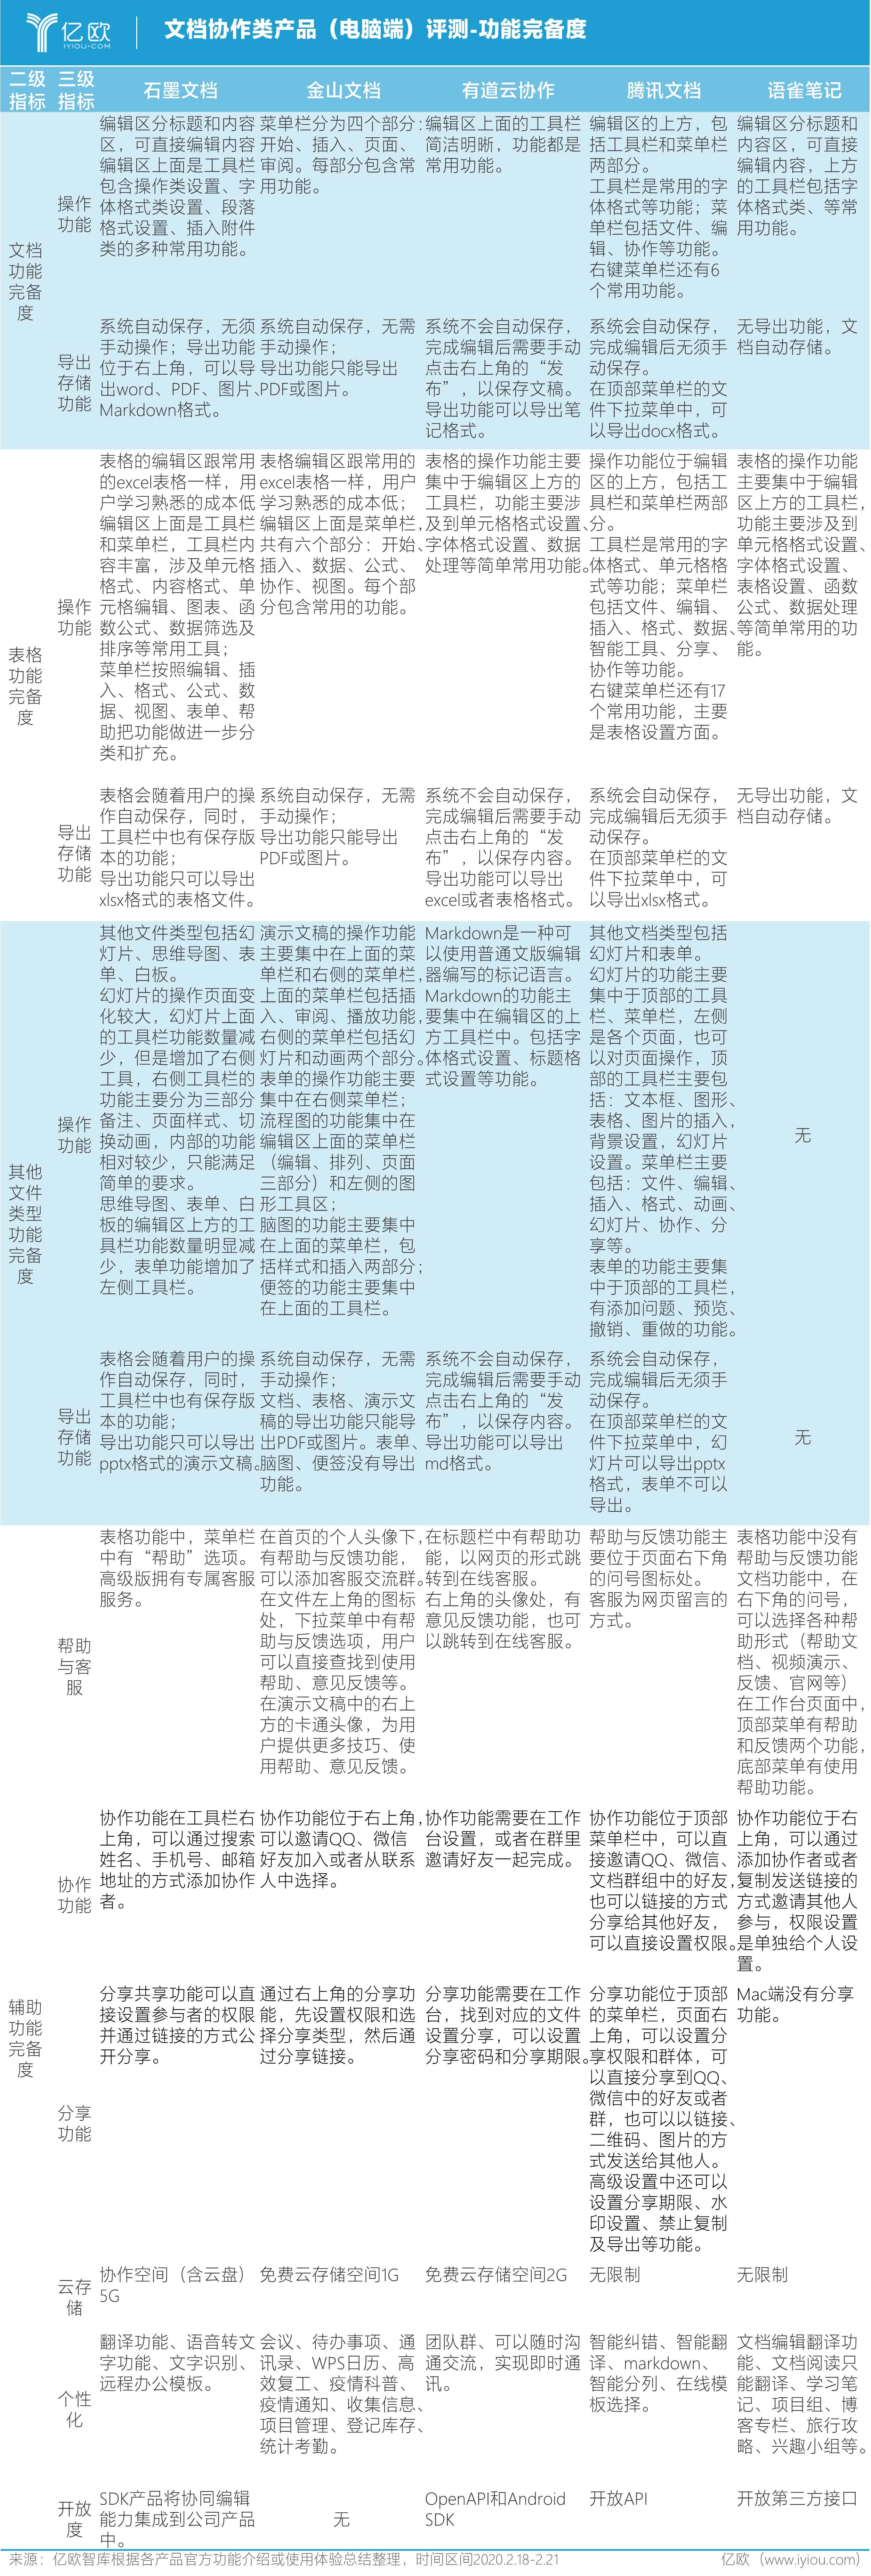 亿欧
IYIOU·COM
文档协作类产品（电脑端）评测-功能完备度
二级
指标
三级
指标
石墨文档
金山文档
有道云协作
腾讯文档
语雀笔记
文档
功能
完备
度
操作
功能
编辑区分标题和内容
区，可直接编辑内容
编辑区上面是工具栏
包含操作类设置、字
体格式类设置、段落
格式设置、插入附件
类的多种常用功能。
菜单栏分为四个部分：
开始、插入、页面、
审阅。每部分包含常
用功能。
编辑区上面的工具栏
简洁明晰，功能都是
常用功能。
编辑区的上方，包
括工具栏和菜单栏
两部分。
工具栏是常用的字
体格式等功能；菜
单栏包括文件、编
辑、协作等功能。
右键菜单栏还有6
个常用功能。
编辑区分标题和
内容区，可直接
编辑内容，上方
的工具栏包括字
体格式类、等常
用功能。
导出
存储
功能
系统自动保存，无须
手动操作；导出功能
位于右上角，可以导
出word、PDF、图片、
Markdown格式。
系统自动保存，无需
手动操作；
导出功能只能导出
PDF或图片。
系统不会自动保存，
完成编辑后需要手动
点击右上角的“发
布”，以保存文稿。
导出功能可以导出笔
记格式。
系统会自动保存，
完成编辑后无须手
动保存。
在顶部菜单栏的文
件下拉菜单中，可
以导出docx格式。
无导出功能，文
档自动存储。
表格
功能
完备
度
操作
功能
表格的编辑区跟常用
的excel表格一样，用
户学习熟悉的成本低
编辑区上面是工具栏
和菜单栏，工具栏内
容丰富，涉及单元格
格式、内容格式、单
元格编辑、图表、函
数公式、数据筛选及
排序等常用工具；
菜单栏按照编辑、插
入、格式、公式、数
据、视图、表单、帮
助把功能做进一步分
类和扩充。
表格编辑区跟常用的
excel表格一样，用户
学习熟悉的成本低；
编辑区上面是菜单栏，
共有六个部分：开始、
插入、数据、公式、
协作、视图。每个部
分包含常用的功能。
表格的操作功能主要
集中于编辑区上方的
工具栏，功能主要涉
及到单元格格式设置、
字体格式设置、数据
处理等简单常用功能。
操作功能位于编辑
区的上方，包括工
具栏和菜单栏两部
分。
工具栏是常用的字
体格式、单元格格
式等功能；菜单栏
包括文件、编辑、
插入、格式、数据、
智能工具、分享、
协作等功能。
右键菜单栏还有17
个常用功能，主要
是表格设置方面。
表格的操作功能
主要集中于编辑
区上方的工具栏，
功能主要涉及到
单元格格式设置、
字体格式设置、
表格设置、函数
公式、数据处理
等简单常用的功
能。
导出
存储
功能
表格会随着用户的操
作自动保存，同时，
工具栏中也有保存版
本的功能；
导出功能只可以导出
xlsx格式的表格文件。
系统自动保存，无需
手动操作；
导出功能只能导出
PDF或图片。
系统不会自动保存，
完成编辑后需要手动
点击右上角的“发
布”，以保存内容。
导出功能可以导出
excel或者表格格式。
系统会自动保存，
完成编辑后无须手
动保存。
在顶部菜单栏的文
件下拉菜单中，可
以导出xlsx格式。
无导出功能，文
档自动存储。
其他
文件
类型
功能
完备
度
操作
功能
其他文件类型包括幻
灯片、思维导图、表
单、白板。
幻灯片的操作页面变
化较大，幻灯片上面
的工具栏功能数量减
少，但是增加了右侧
工具，右侧工具栏的
功能主要分为三部分
备注、页面样式、切
换动画，内部的功能
相对较少，只能满足
简单的要求。
思维导图、表单、白
板的编辑区上方的工
具栏功能数量明显减
少，表单功能增加了
左侧工具栏。
演示文稿的操作功能
主要集中在上面的菜
单栏和右侧的菜单栏，
上面的菜单栏包括插
入、审阅、播放功能，
右侧的菜单栏包括幻
灯片和动画两个部分。
表单的操作功能主要
集中在右侧菜单栏；
流程图的功能集中在
编辑区上面的菜单栏
（编辑、排列、页面
三部分）和左侧的图
形工具区；
脑图的功能主要集中
在上面的菜单栏，包
括样式和插入两部分；
便签的功能主要集中
在上面的工具栏。
Markdown是一种可
以使用普通文版编辑
器编写的标记语言。
Markdown的功能主
要集中在编辑区的上
方工具栏中。包括字
体格式设置、标题格
式设置等功能。
其他文档类型包括
幻灯片和表单。
幻灯片的功能主要
集中于顶部的工具
栏、菜单栏，左侧
是各个页面，也可
以对页面操作，顶
部的工具栏主要包
括：文本框、图形、
表格、图片的插入，
背景设置，幻灯片
设置。菜单栏主要
包括：文件、编辑、
插入、格式、动画、
幻灯片、协作、分
享等。
表单的功能主要集
中于顶部的工具栏，
有添加问题、预览、
撤销、重做的功能。
无
导出
存储
功能
表格会随着用户的操
作自动保存，同时，
工具栏中也有保存版
本的功能；
导出功能只可以导出
pptx格式的演示文稿。
系统自动保存，无需
手动操作；
文档、表格、演示文
稿的导出功能只能导
出PDF或图片。表单、
脑图、便签没有导出
功能。
系统不会自动保存，
完成编辑后需要手动
点击右上角的“发
布”，以保存内容。
导出功能可以导出
md格式。
系统会自动保存，
完成编辑后无须手
动保存。
在顶部菜单栏的文
件下拉菜单中，幻
灯片可以导出pptx
格式，表单不可以
导出。
无
辅助
功能
完备
度
帮助
与客
服
表格功能中，菜单栏
中有“帮助”选项。
高级版拥有专属客服
服务。
在首页的个人头像下，
有帮助与反馈功能，
可以添加客服交流群。
在文件左上角的图标
处，下拉菜单中有帮
助与反馈选项，用户
可以直接查找到使用
帮助、意见反馈等。
在演示文稿中的右上
方的卡通头像，为用
户提供更多技巧、使
用帮助、意见反馈。
在标题栏中有帮助功
能，以网页的形式跳
转到在线客服。
右上角的头像处，有
意见反馈功能，也可
以跳转到在线客服。
帮助与反馈功能主
要位于页面右下角
的问号图标处。
客服为网页留言的
方式。
表格功能中没有
帮助与反馈功能
文档功能中，在
右下角的问号，
可以选择各种帮
助形式（帮助文
档、视频演示、
反馈、官网等）
在工作台页面中，
顶部菜单有帮助
和反馈两个功能，
底部菜单有使用
帮助功能。
协作
功能
协作功能在工具栏右
上角，可以通过搜索
姓名、手机号、邮箱
地址的方式添加协作
者。
协作功能位于右上角，
可以邀请QQ、微信
好友加入或者从联系
人中选择。
协作功能需要在工作
台设置，或者在群里
邀请好友一起完成。
协作功能位于顶部
菜单栏中，可以直
接邀请QQ、微信、
文档群组中的好友，
也可以链接的方式
分享给其他好友，
可以直接设置权限。
协作功能位于右
上角，可以通过
添加协作者或者
复制发送链接的
方式邀请其他人
参与，权限设置
是单独给个人设
置。
分享
功能
分享共享功能可以直
接设置参与者的权限
并通过链接的方式公
开分享。
通过右上角的分享功
能，先设置权限和选
择分享类型，然后通
过分享链接。
分享功能需要在工作
台，找到对应的文件
设置分享，可以设置
分享密码和分享期限。
分享功能位于顶部
的菜单栏，页面右
上角，可以设置分
享权限和群体，可
以直接分享到QQ、
微信中的好友或者
群，也可以以链接、
二维码、图片的方
式发送给其他人。
高级设置中还可以
设置分享期限、水
印设置、禁止复制
及导出等功能。
Mac端没有分享
功能。
云存
储
协作空间（含云盘）
5G
免费云存储空间1G
免费云存储空间2G
无限制
无限制
个性
化
翻译功能、语音转文
字功能、文字识别、
远程办公模板。
会议、待办事项、通
讯录、WPS日历、高
效复工、疫情科普、
疫情通知、收集信息、
项目管理、登记库存、
统计考勤。
团队群、可以随时沟
通交流，实现即时通
讯。
智能纠错、智能翻
译、markdown、
智能分列、在线模
板选择。
文档编辑翻译功
能、文档阅读只
能翻译、学习笔
记、项目组、博
客专栏、旅行攻
略、兴趣小组等。
开放
度
SDK产品将协同编辑
能力集成到公司产品
中。
无
OpenAPI和Android
SDK
开放API
开放第三方接口
来源：亿欧智库根据各产品官方功能介绍或使用体验总结整理，时间区间2020.2.18-2.21
亿欧（www.iyiou.com）